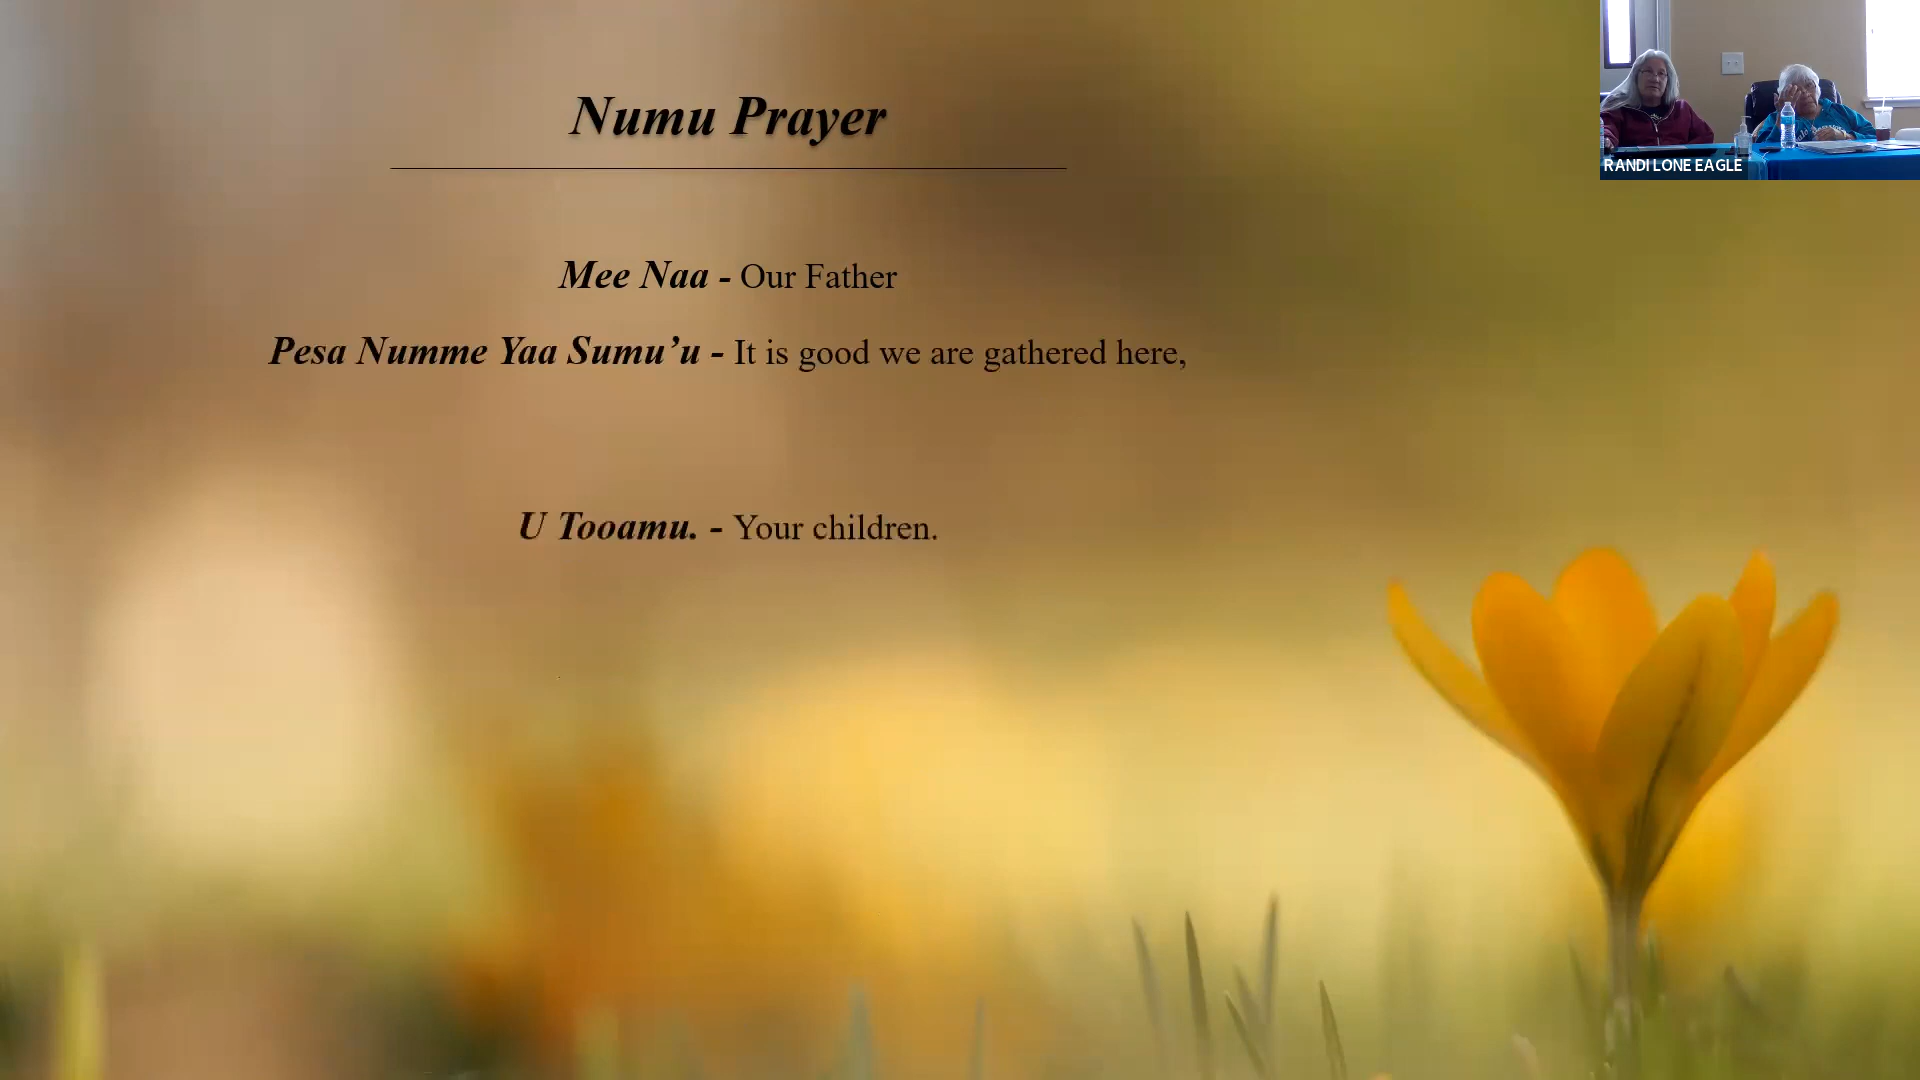 Numu Prayer
Mee Naa - Our Father
Pesa Numme Yaa Sumu’u - It is good we are gathered here,
U Tooamu. - Your children.
RANDI LONE EAGLE